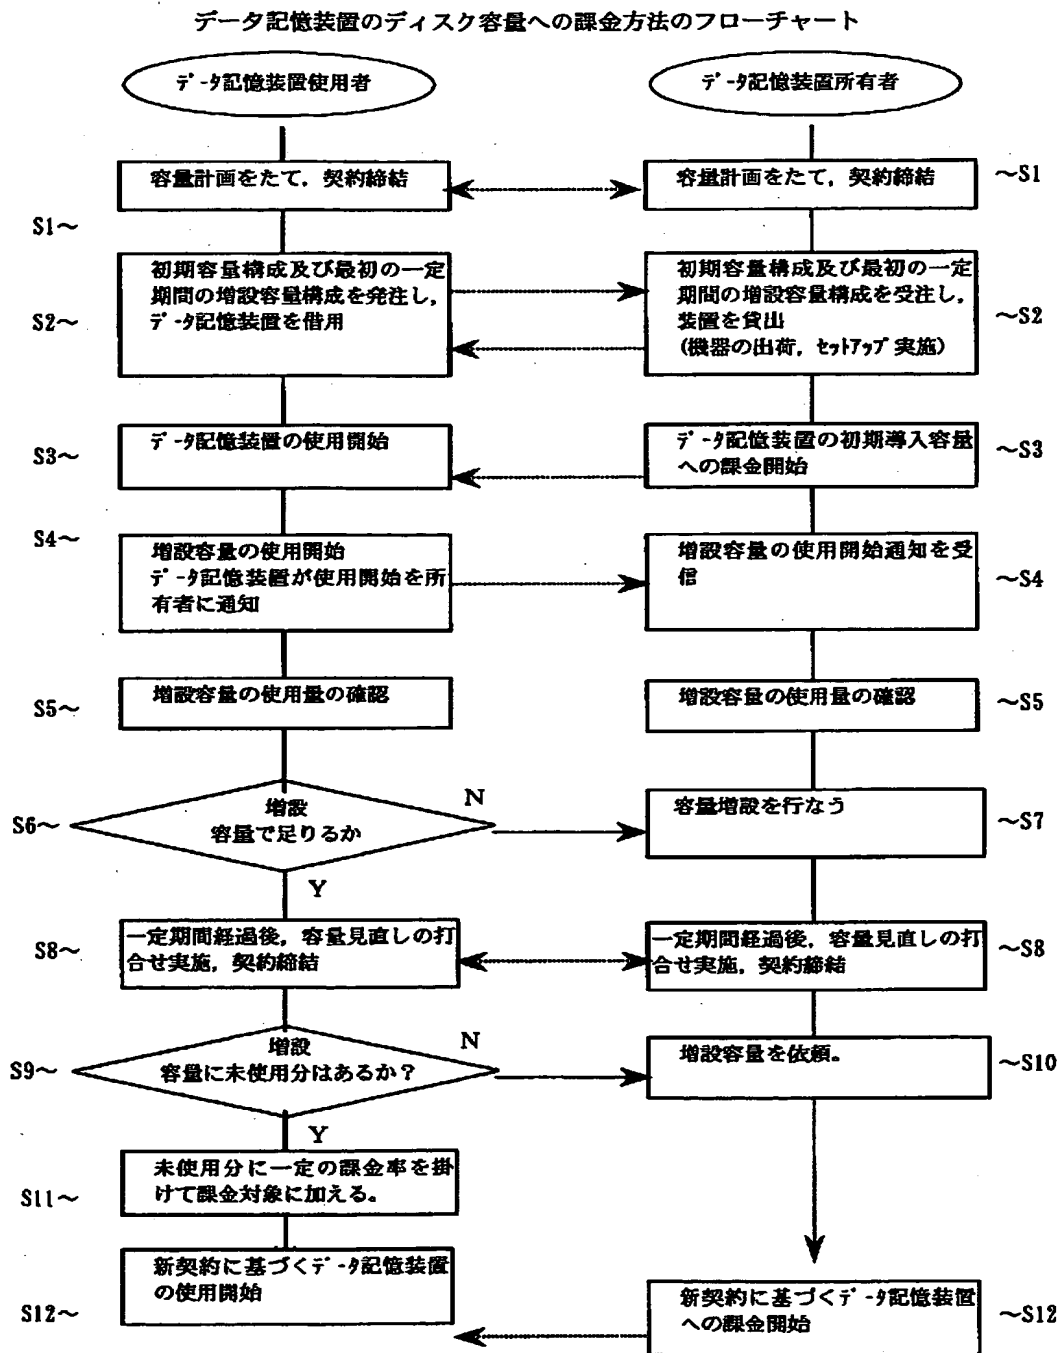 データ記憶装置のディスク容量への課金方法のフローチャート
データ記憶装置使用者
データ記憶装置所有者
容量計画をたて，契約締結
容量計画をたて，契約締結
～S1
S1～
初期容量構成及び最初の一定
期間の増設容量構成を発注し，
データ記憶装置を借用
S2～
初期容量構成及び最初の一定
期間の増設容量構成を受注し，
装置を貸出
(機器の出荷，セットアップ実施)
～S2
データ記憶装置の使用開始
S3～
データ記憶装置の初期導入容量
への課金開始
～S3
S4～
増設容量の使用開始
データ記憶装置が使用開始を所
有者に通知
増設容量の使用開始通知を受
信
～S4
増設容量の使用量の確認
S5～
増設容量の使用量の確認
～S5
増設
容量で足りるか
S6～
N
Y
容量増設を行なう
～S7
一定期間経過後，容量見直しの打
合せ実施，契約締結
S8～
一定期間経過後，容量見直しの打
合せ実施，契約締結
～S8
増設
容量に未使用分はあるか？
S9～
N
Y
増設容量を依頼。
～S10
未使用分に一定の課金率を掛
けて課金対象に加える。
S11～
新契約に基づくデータ記憶装置
の使用開始
S12～
新契約に基づくデータ記憶装置
への課金開始
～S12